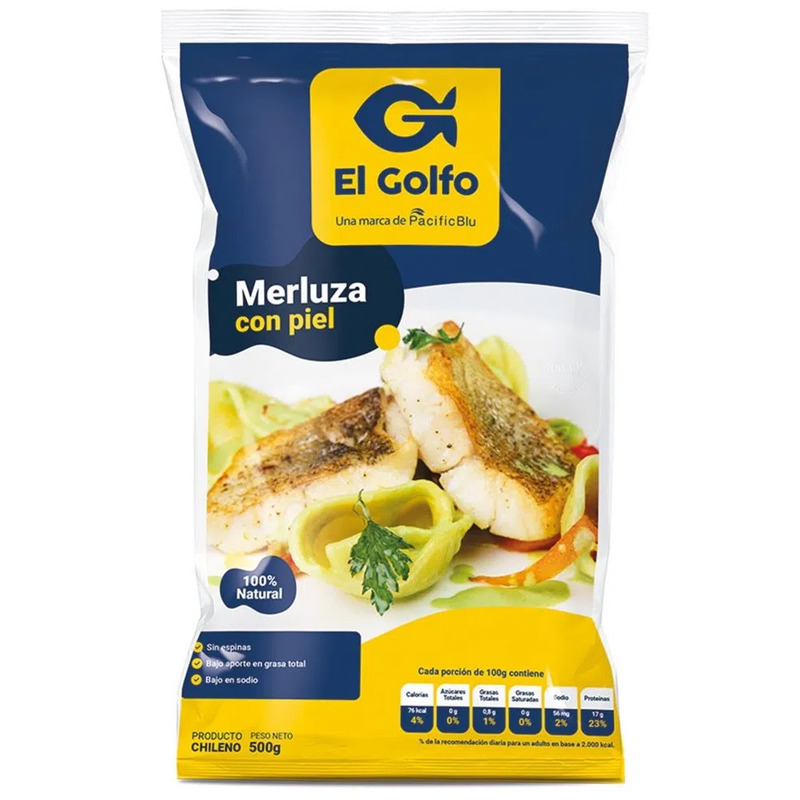 G
El Golfo
Una marca de PacificBlu
Merluza
con piel
100%
Natural
Sin espinas
Bajo aporte en grasa total
Bajo en sodio
PRODUCTO
CHILENO
PESO NETO
500g
Cada porción de 100g contiene
Calorías
76 kcal
4%
Azúcares
Totales
0 g
0%
Grasas
Totales
0,8 g
1%
Grasas
Saturadas
0 g
0%
Sodio
56 mg
2%
Proteínas
17 g
23%
% de la recomendación diaria para un adulto en base a 2.000 kcal.